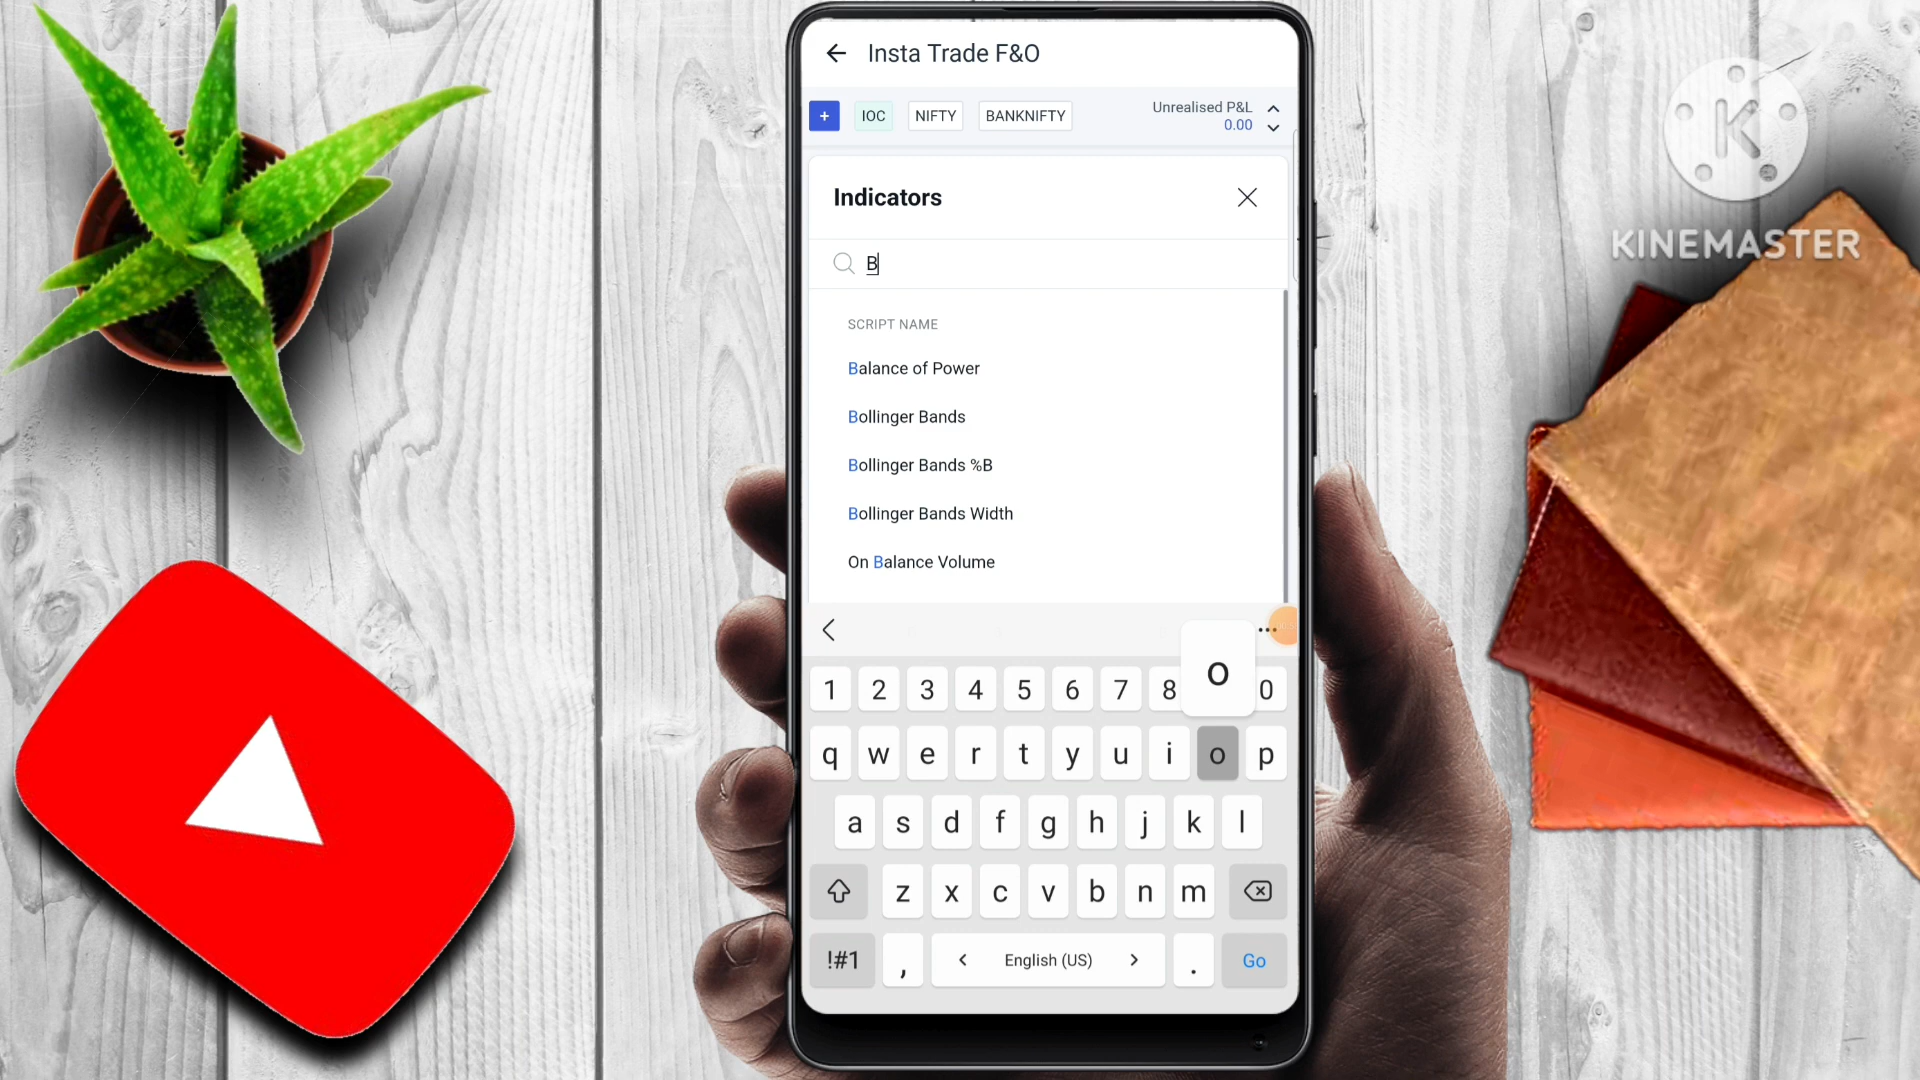 Insta Trade F&O
+ IOC NIFTY BANKNIFTY
Unrealised P&L
0.00
Indicators
B
SCRIPT NAME
Balance of Power
Bollinger Bands
Bollinger Bands %B
Bollinger Bands Width
On Balance Volume
o
1 2 3 4 5 6 7 8 0
q w e r t y u i o p
a s d f g h j k l
z x c v b n m
!#1 , < English (US) > . Go
K
KINEMASTER